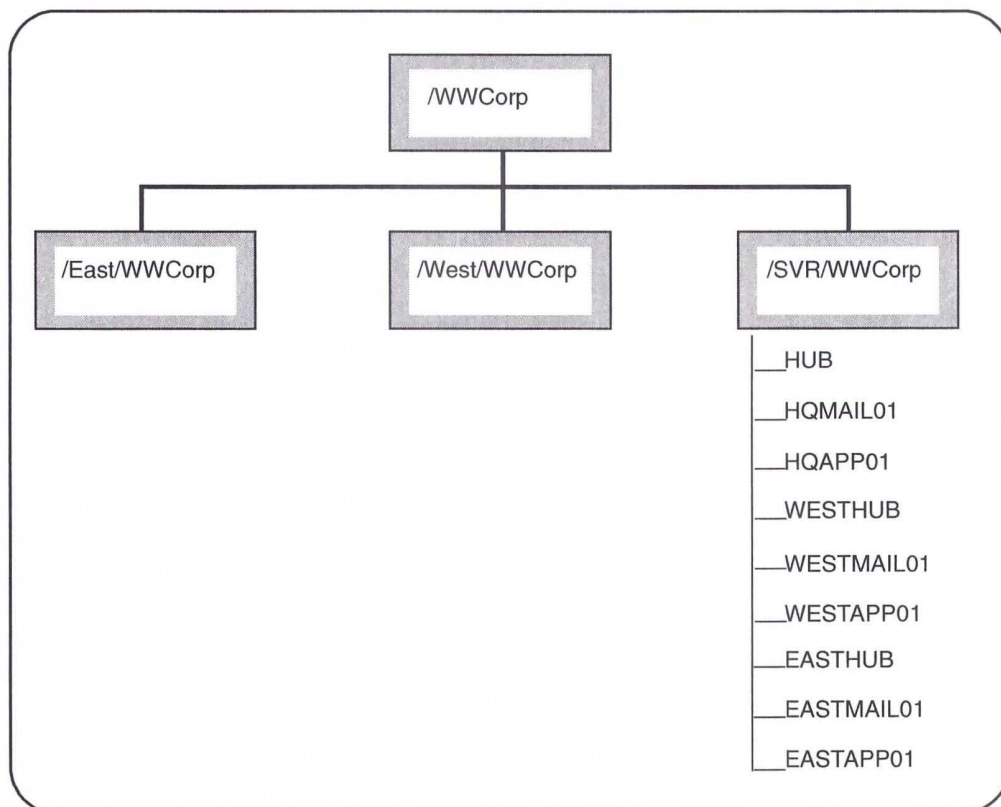 /WWCorp
/East/WWCorp
/West/WWCorp
/SVR/WWCorp
HUB
HQMAIL01
HQAPP01
WESTHUB
WESTMAIL01
WESTAPP01
EASTHUB
EASTMAIL01
EASTAPP01